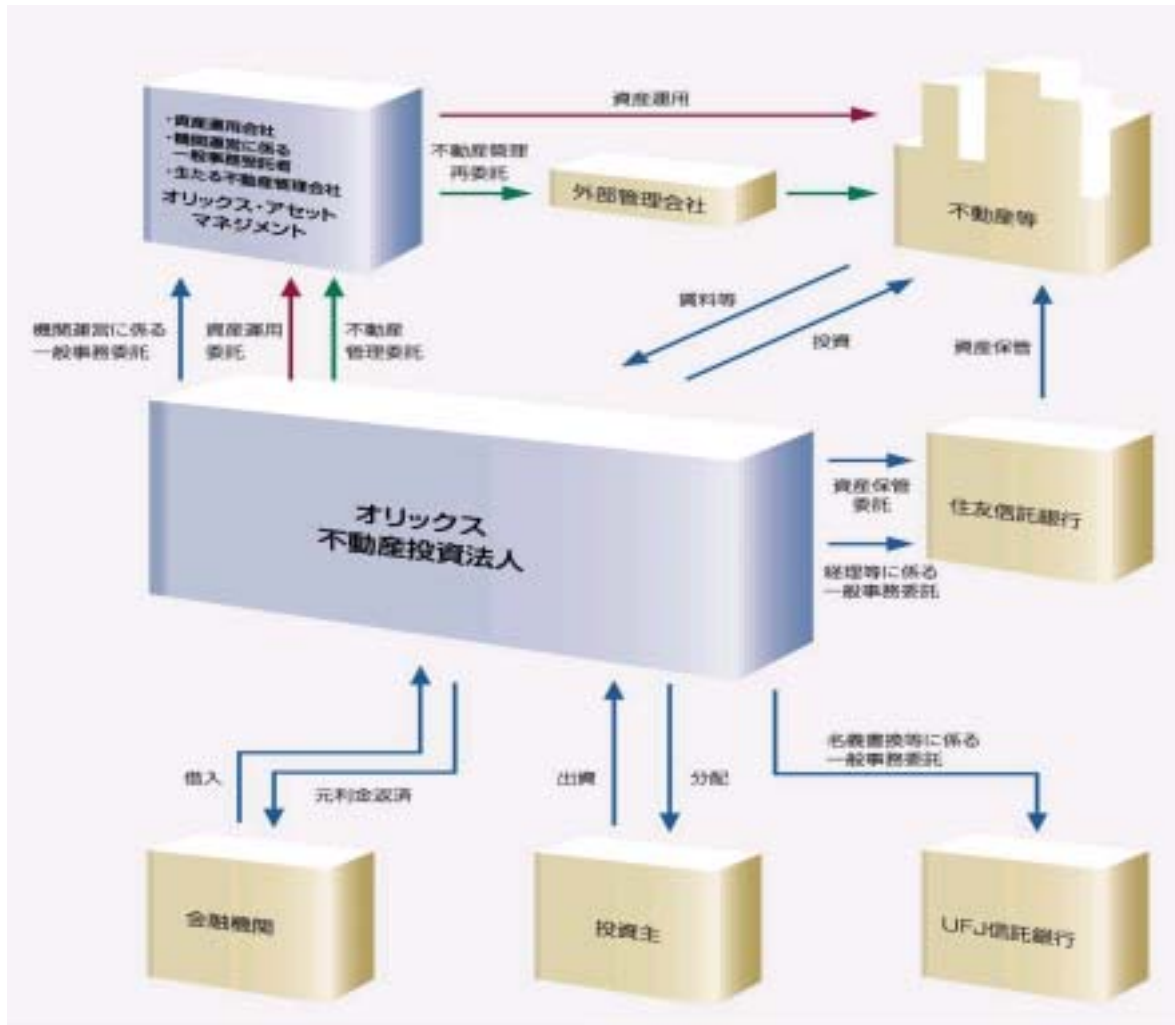 ・資産運用会社
・機関運営に係る
一般事務受託者
・主たる不動産管理会社
オリックス・アセット
マネジメント
資産運用
不動産管理
再委託
外部管理会社
不動産等
機関運営に係る
一般事務委託
資産運用
委託
不動産
管理委託
賃料等
投資
資産保管
オリックス
不動産投資法人
資産保管
委託
経理等に係る
一般事務委託
住友信託銀行
借入
元利金返済
出資
分配
名義書換等に係る
一般事務委託
金融機関
投資主
UFJ信託銀行